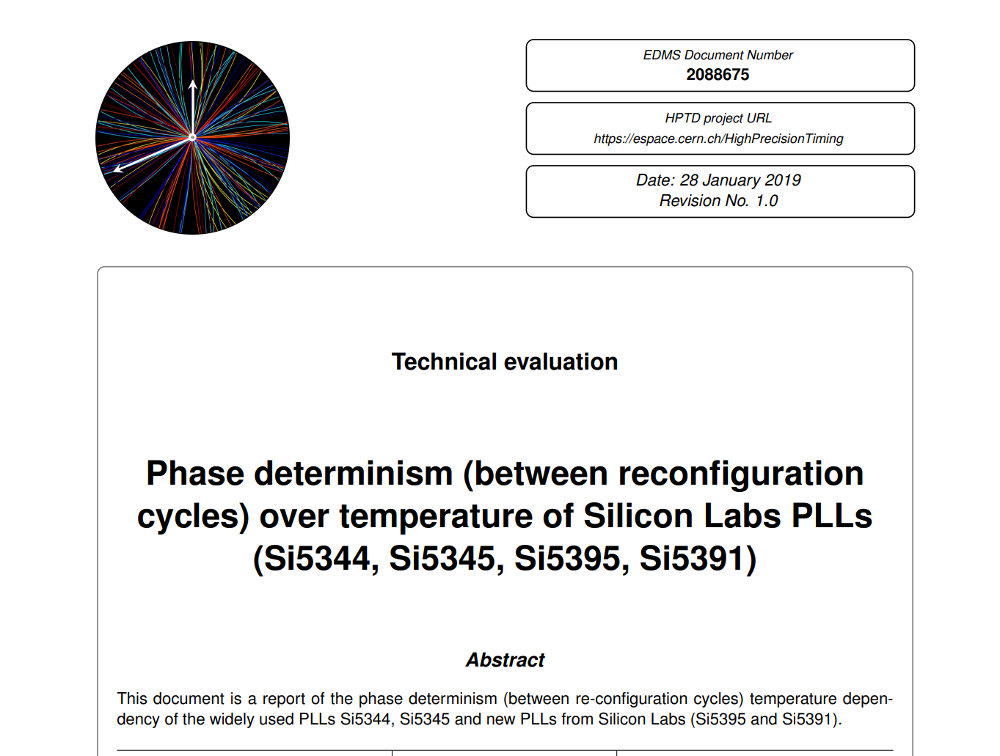 EDMS Document Number
2088675
HPTD project URL
https://espace.cern.ch/HighPrecisionTiming
Date: 28 January 2019
Revision No. 1.0
Technical evaluation
Phase determinism (between reconfiguration
cycles) over temperature of Silicon Labs PLLs
(Si5344, Si5345, Si5395, Si5391)
Abstract
This document is a report of the phase determinism (between re-configuration cycles) temperature depen-
dency of the widely used PLLs Si5344, Si5345 and new PLLs from Silicon Labs (Si5395 and Si5391).